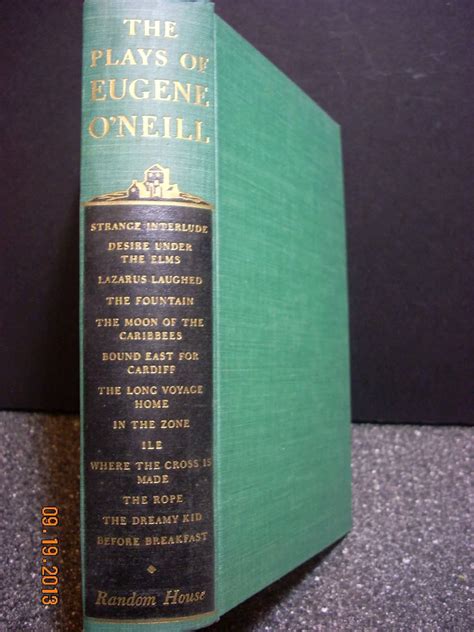 THE
PLAYS OF
EUGENE
O'NEILL
STRANGE INTERLUDE
DESIRE UNDER
THE ELMS
LAZARUS LAUGHED
THE FOUNTAIN
THE MOON OF THE
CARIBBEES
BOUND EAST FOR
CARDIFF
THE LONG VOYAGE
HOME
IN THE ZONE
ILE
WHERE THE CROSS IS
MADE
THE ROPE
THE DREAMY KID
BEFORE BREAKFAST
Random House
09.19.2013